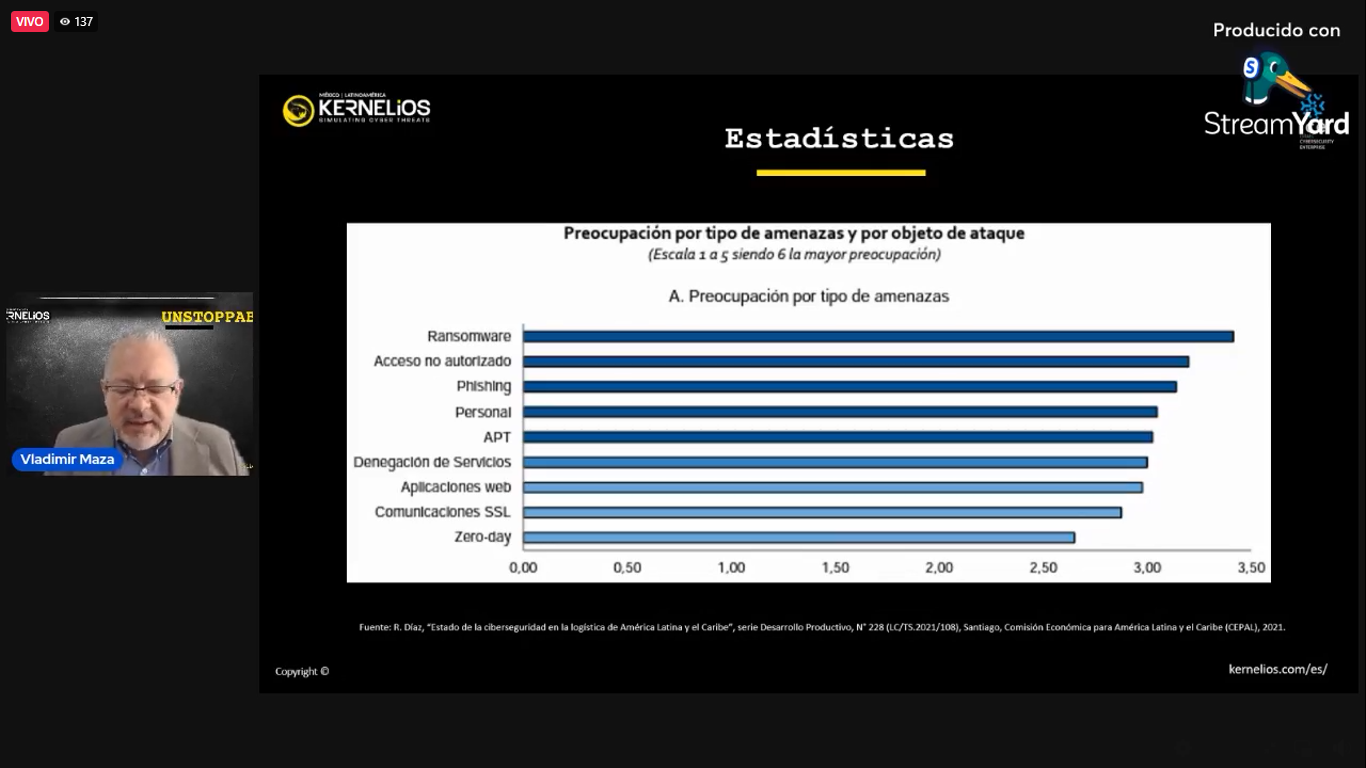 VIVO
137
Producido con
StreamYard
CYBERSECURITY
ENTERPRISE
MÉXICO | LATINOAMÉRICA
KERNELiOS
SIMULATING CYBER THREATS
Estadísticas
Preocupación por tipo de amenazas y por objeto de ataque
(Escala 1 a 5 siendo 6 la mayor preocupación)
A. Preocupación por tipo de amenazas
Ransomware
Acceso no autorizado
Phishing
Personal
APT
Denegación de Servicios
Aplicaciones web
Comunicaciones SSL
Zero-day
0,00 0,50 1,00 1,50 2,00 2,50 3,00 3,50
ERNELiOS
UNSTOPPAB
Vladimir Maza
Fuente: R. Díaz, "Estado de la ciberseguridad en la logística de América Latina y el Caribe", serie Desarrollo Productivo, N° 228 (LC/TS.2021/108), Santiago, Comisión Económica para América Latina y el Caribe (CEPAL), 2021.
Copyright ©
kernelios.com/es/